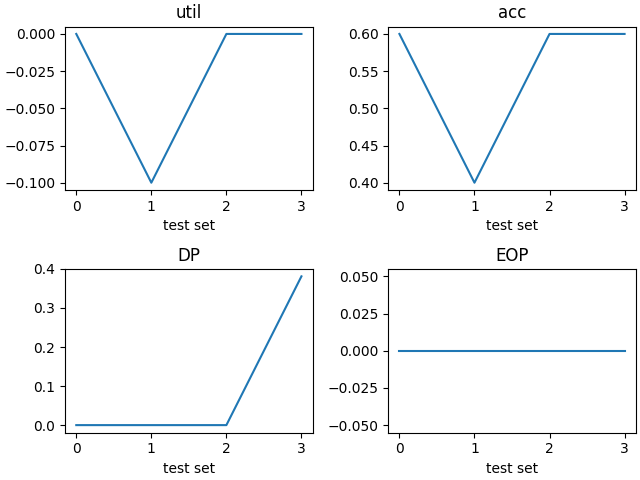 util
0.000
−0.025
−0.050
−0.075
−0.100
0 1 2 3
test set
acc
0.60
0.55
0.50
0.45
0.40
0 1 2 3
test set
DP
0.4
0.3
0.2
0.1
0.0
0 1 2 3
test set
EOP
0.050
0.025
0.000
−0.025
−0.050
0 1 2 3
test set